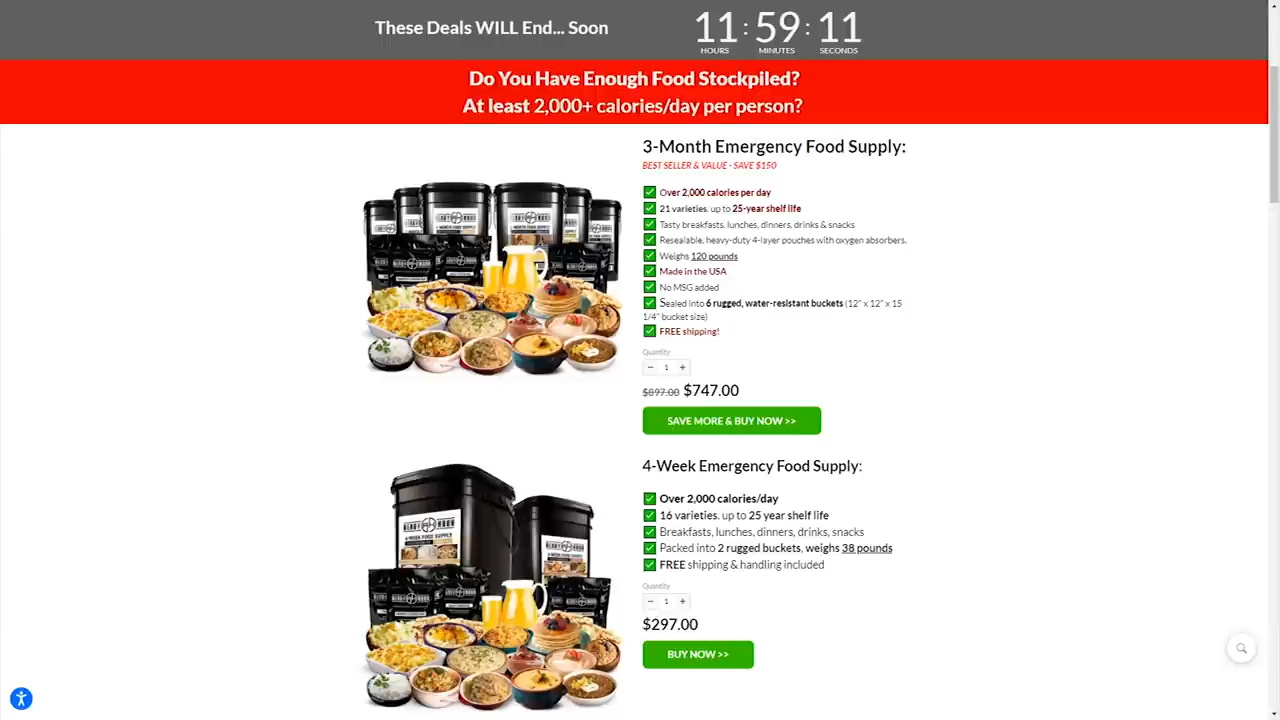 These Deals WILL End... Soon
11 : 59 : 11
HOURS MINUTES SECONDS
Do You Have Enough Food Stockpiled?
At least 2,000+ calories/day per person?
3-Month Emergency Food Supply:
BEST SELLER & VALUE - SAVE $150
Over 2,000 calories per day
21 varieties. up to 25-year shelf life
Tasty breakfasts, lunches, dinners, drinks & snacks
Resealable, heavy-duty 4-layer pouches with oxygen absorbers.
Weighs 120 pounds
Made in the USA
No MSG added
Sealed into 6 rugged, water-resistant buckets (12" x 12" x 15
1/4" bucket size)
FREE shipping!
Quantity
− 1 +
$897.00 $747.00
SAVE MORE & BUY NOW >>
4-Week Emergency Food Supply:
Over 2,000 calories/day
16 varieties. up to 25 year shelf life
Breakfasts, lunches, dinners, drinks, snacks
Packed into 2 rugged buckets, weighs 38 pounds
FREE shipping & handling included
Quantity
− 1 +
$297.00
BUY NOW >>
READY HOUR
4-WEEK FOOD SUPPLY